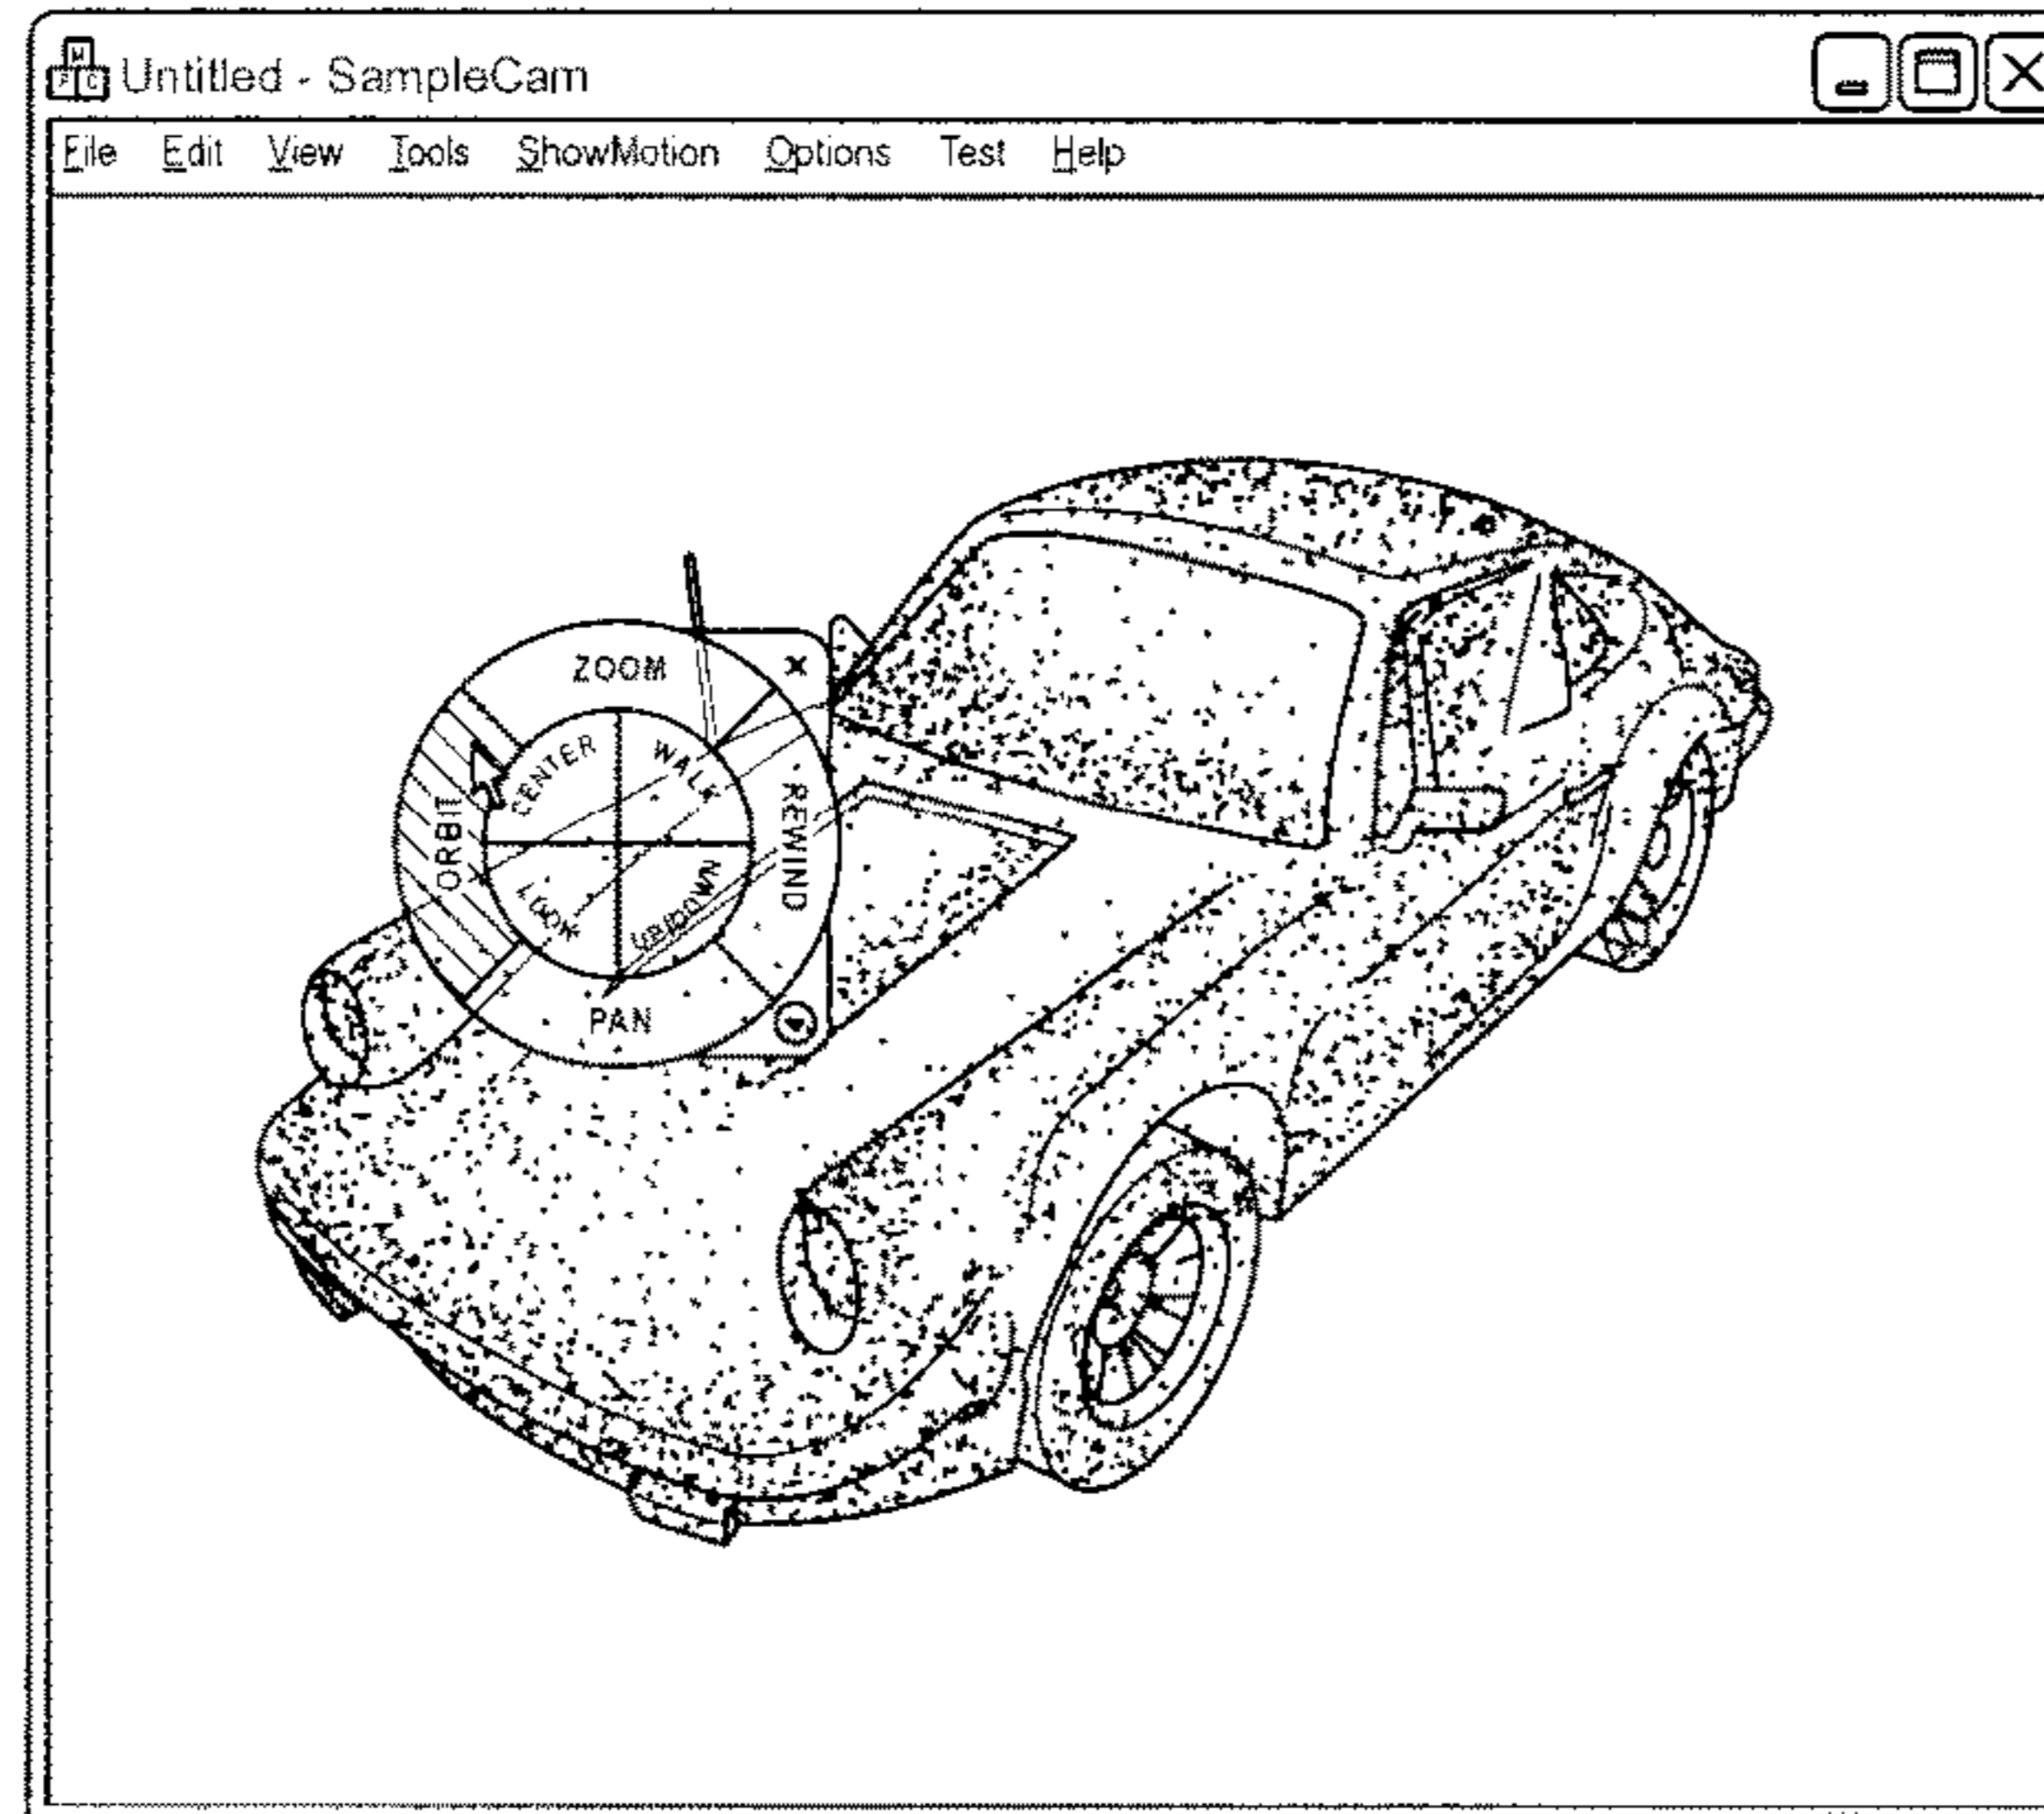 M
F C Untitled - SampleCam
File Edit View Tools ShowMotion Options Test Help
ZOOM
CENTER WALK
ORBIT REWIND
LOOK UP/DOWN
PAN